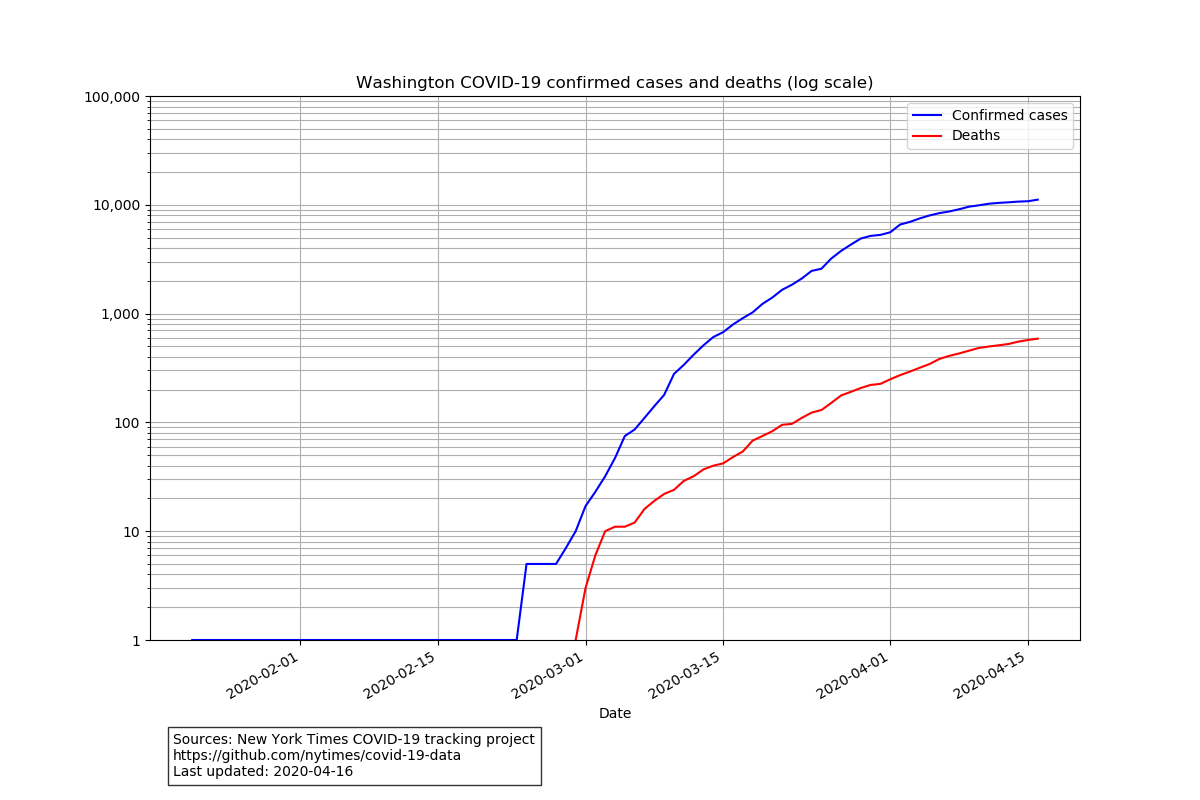 Washington COVID-19 confirmed cases and deaths (log scale)
100,000
10,000
1,000
100
10
1
Confirmed cases
Deaths
2020-02-01
2020-02-15
2020-03-01
2020-03-15
2020-04-01
2020-04-15
Date
Sources: New York Times COVID-19 tracking project
https://github.com/nytimes/covid-19-data
Last updated: 2020-04-16